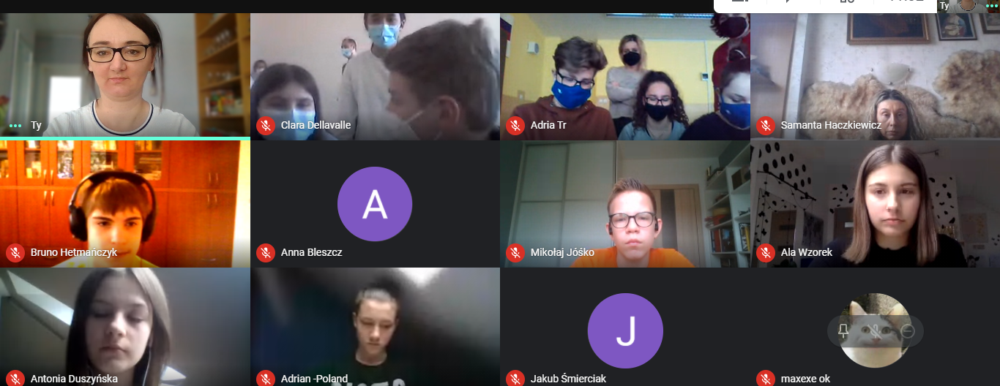 Ty
Ty
Clara Dellavalle
Adria Tr
Samanta Haczkiewicz
Bruno Hetmańczyk
A
Anna Bleszcz
Mikołaj Jóśko
Ala Wzorek
Antonia Duszyńska
Adrian -Poland
J
Jakub Śmierciak
maxexe ok